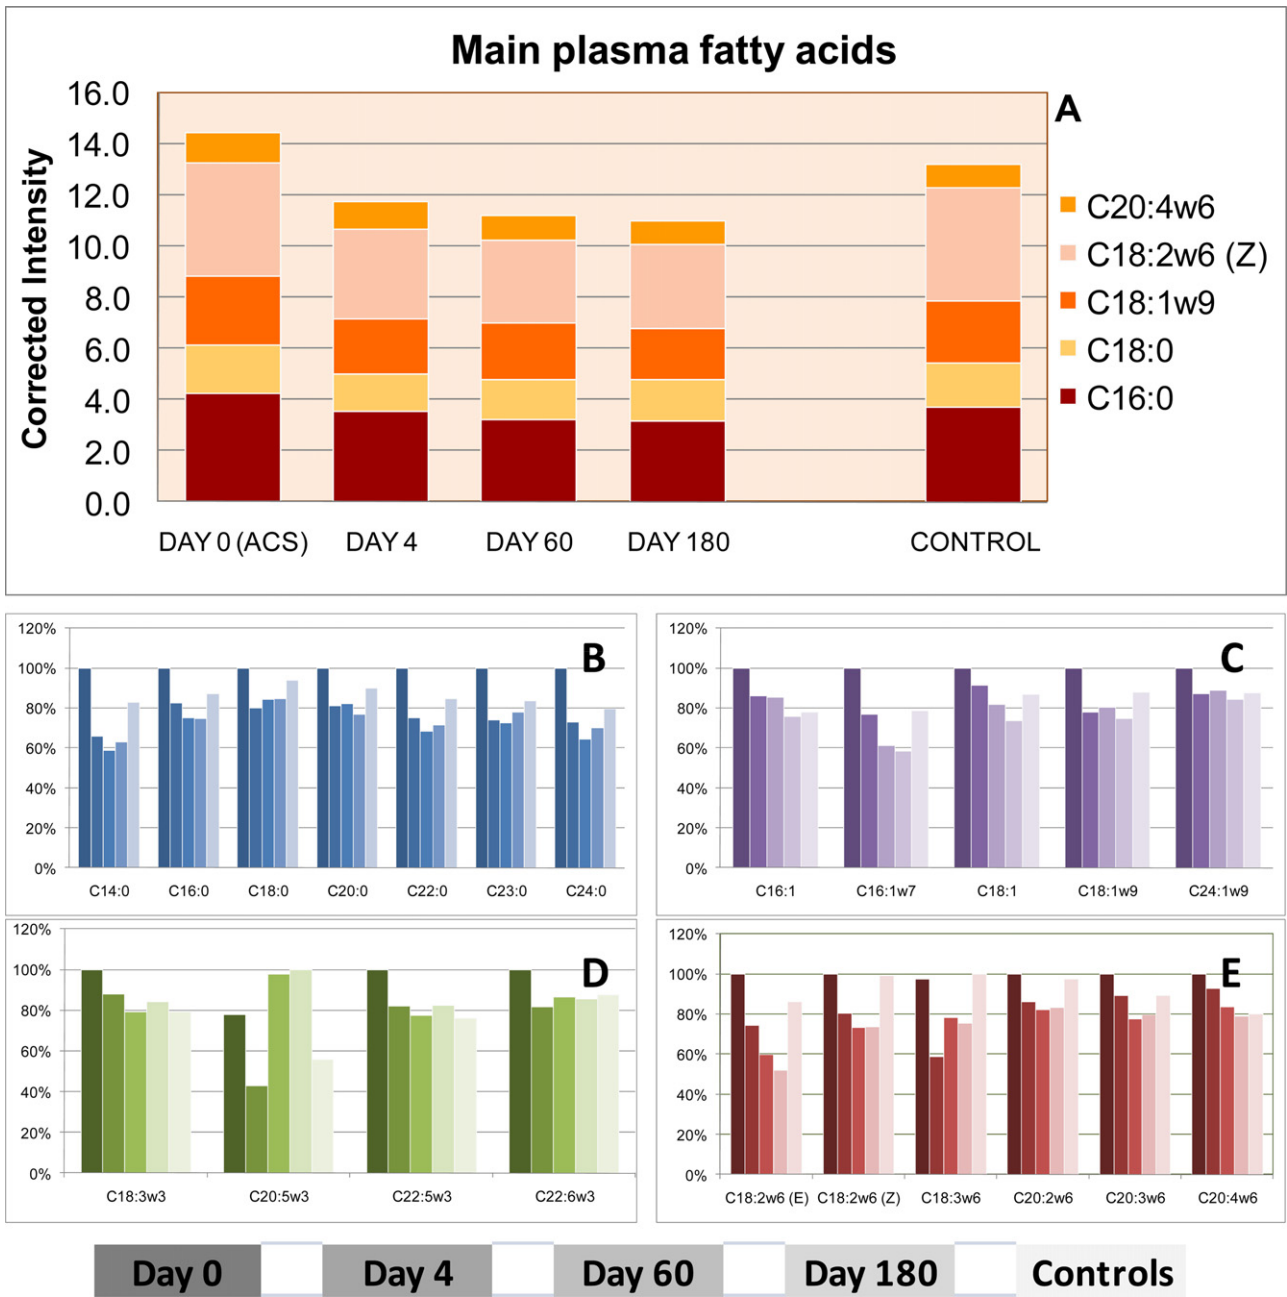 Main plasma fatty acids
A
Corrected Intensity
16.0
14.0
12.0
10.0
8.0
6.0
4.0
2.0
0.0
DAY 0 (ACS) DAY 4 DAY 60 DAY 180 CONTROL
C20:4w6
C18:2w6 (Z)
C18:1w9
C18:0
C16:0
B
120%
100%
80%
60%
40%
20%
0%
C14:0 C16:0 C18:0 C20:0 C22:0 C23:0 C24:0
C
120%
100%
80%
60%
40%
20%
0%
C16:1 C16:1w7 C18:1 C18:1w9 C24:1w9
D
120%
100%
80%
60%
40%
20%
0%
C18:3w3 C20:5w3 C22:5w3 C22:6w3
E
120%
100%
80%
60%
40%
20%
0%
C18:2w6 (E) C18:2w6 (Z) C18:3w6 C20:2w6 C20:3w6 C20:4w6
Day 0 Day 4 Day 60 Day 180 Controls